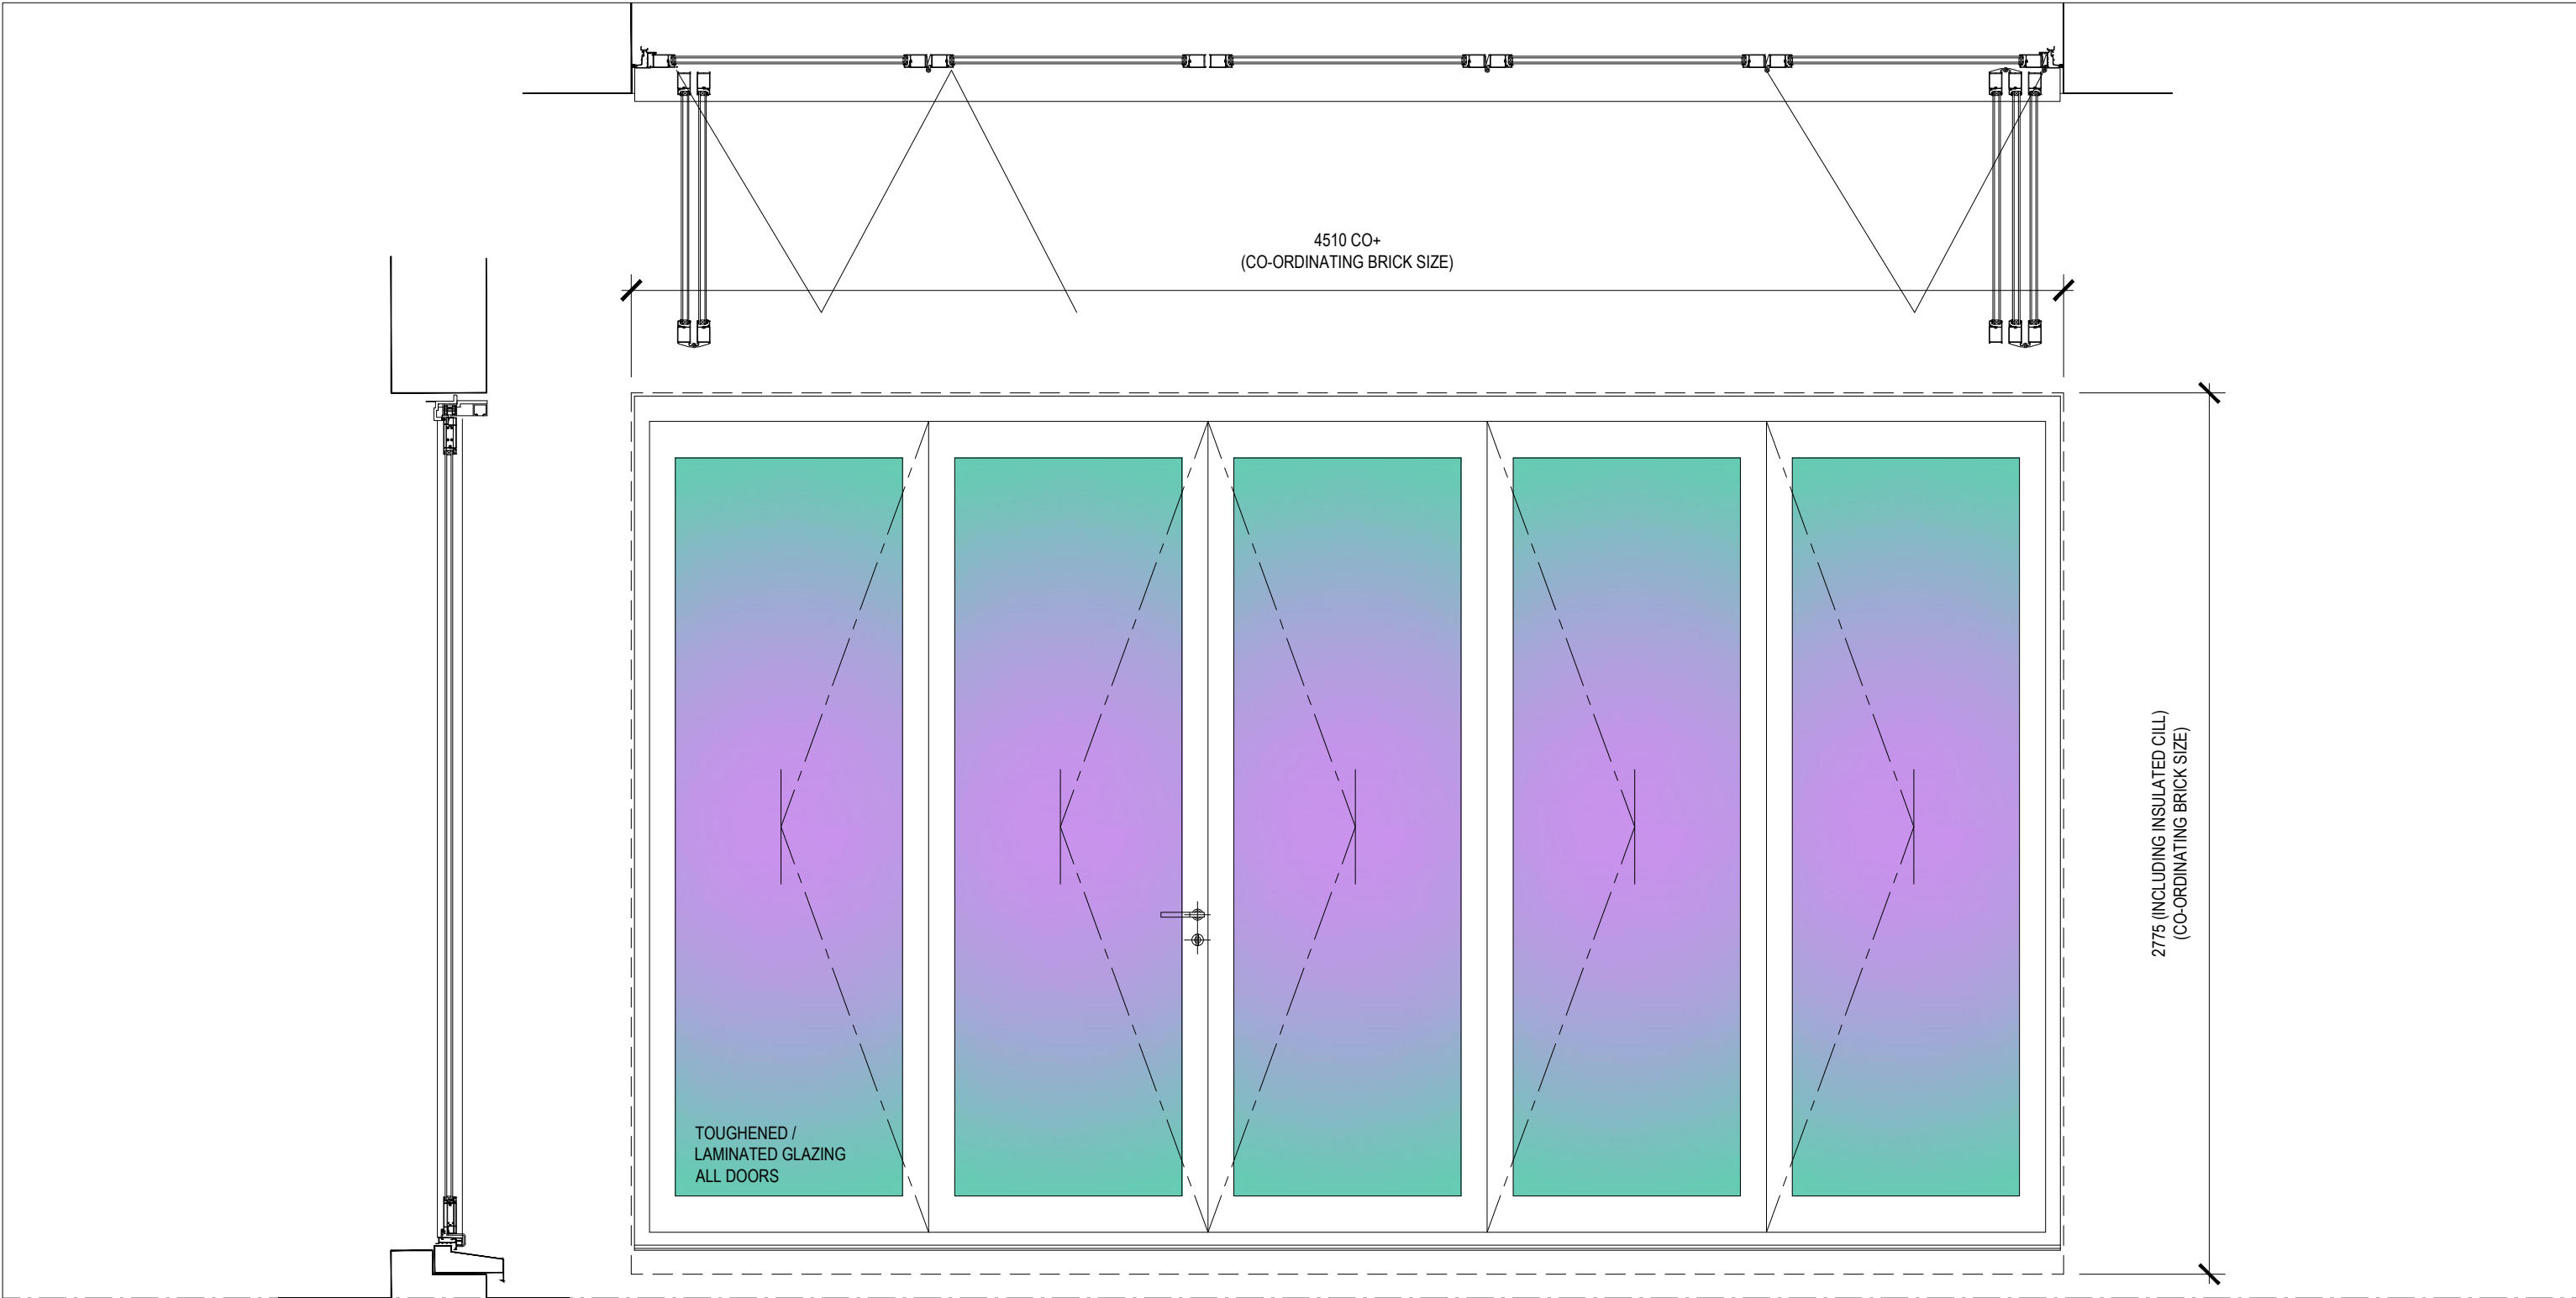 4510 CO+
(CO-ORDINATING BRICK SIZE)
2775 (INCLUDING INSULATED CILL)
(CO-ORDINATING BRICK SIZE)
TOUGHENED /
LAMINATED GLAZING
ALL DOORS